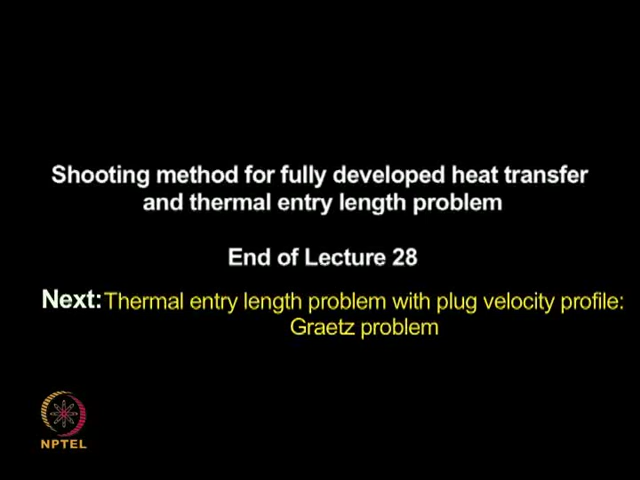 Shooting method for fully developed heat transfer
and thermal entry length problem
End of Lecture 28
Next: Thermal entry length problem with plug velocity profile:
Graetz problem
NPTEL